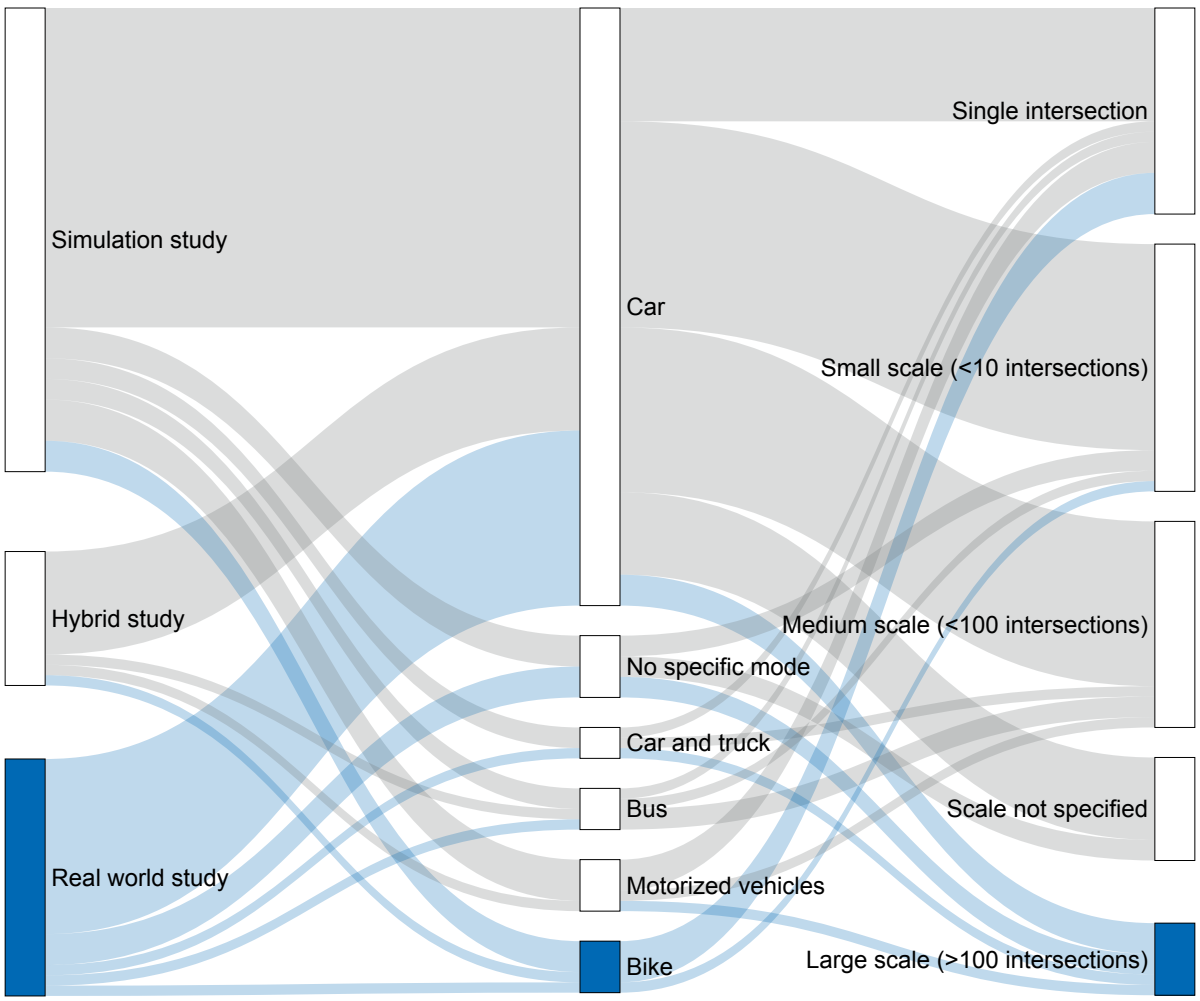 Simulation study
Hybrid study
Real world study
Car
No specific mode
Car and truck
Bus
Motorized vehicles
Bike
Single intersection
Small scale (<10 intersections)
Medium scale (<100 intersections)
Scale not specified
Large scale (>100 intersections)